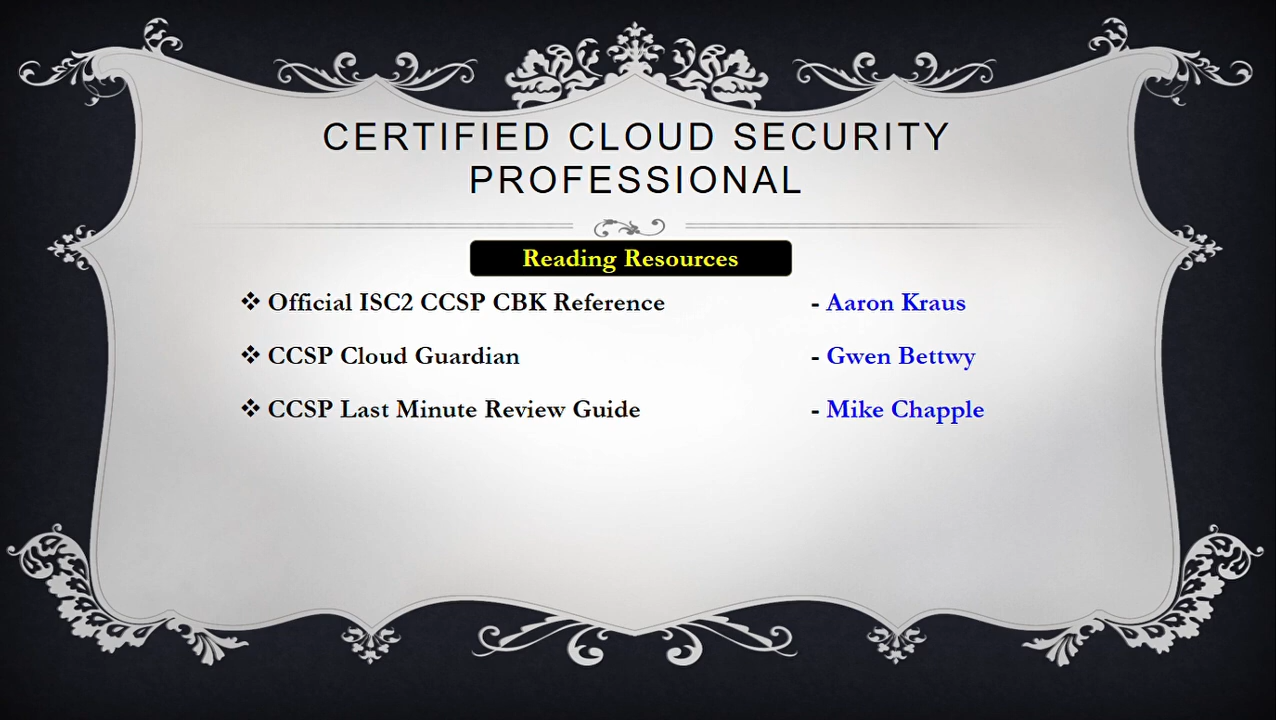 CERTIFIED CLOUD SECURITY
PROFESSIONAL
Reading Resources
❖ Official ISC2 CCSP CBK Reference - Aaron Kraus
❖ CCSP Cloud Guardian - Gwen Bettwy
❖ CCSP Last Minute Review Guide - Mike Chapple